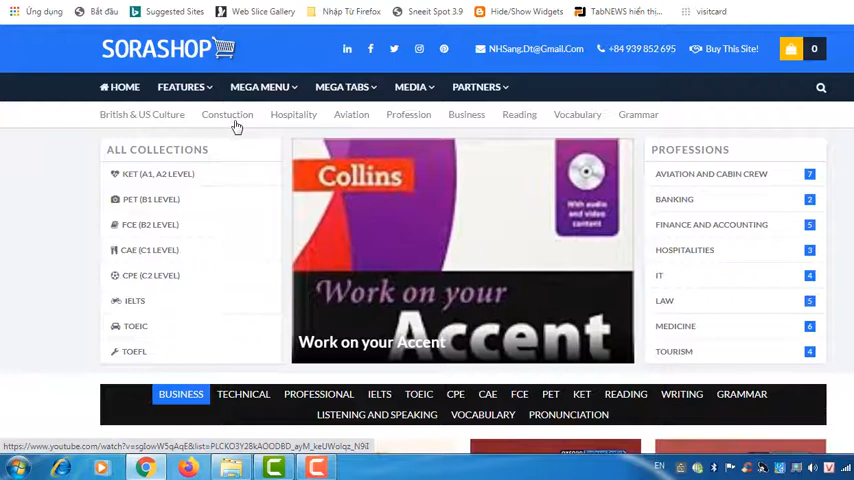 Ứng dụng Bắt đầu Suggested Sites Web Slice Gallery Nhập Từ Firefox Sneeit Spot 3.9 Hide/Show Widgets TabNEWS hiển thị... visitcard
SORASHOP NHSang.Dt@Gmail.Com +84 939 852 695 Buy This Site! 0
HOME FEATURES MEGA MENU MEGA TABS MEDIA PARTNERS
British & US Culture Constuction Hospitality Aviation Profession Business Reading Vocabulary Grammar
ALL COLLECTIONS
KET (A1, A2 LEVEL)
PET (B1 LEVEL)
FCE (B2 LEVEL)
CAE (C1 LEVEL)
CPE (C2 LEVEL)
IELTS
TOEIC
TOEFL
Collins
With audio
and video
content
Work on your
Accent
Work on your Accent
PROFESSIONS
AVIATION AND CABIN CREW 7
BANKING 2
FINANCE AND ACCOUNTING 5
HOSPITALITIES 3
IT 4
LAW 5
MEDICINE 6
TOURISM 4
BUSINESS TECHNICAL PROFESSIONAL IELTS TOEIC CPE CAE FCE PET KET READING WRITING GRAMMAR
LISTENING AND SPEAKING VOCABULARY PRONUNCIATION
EN